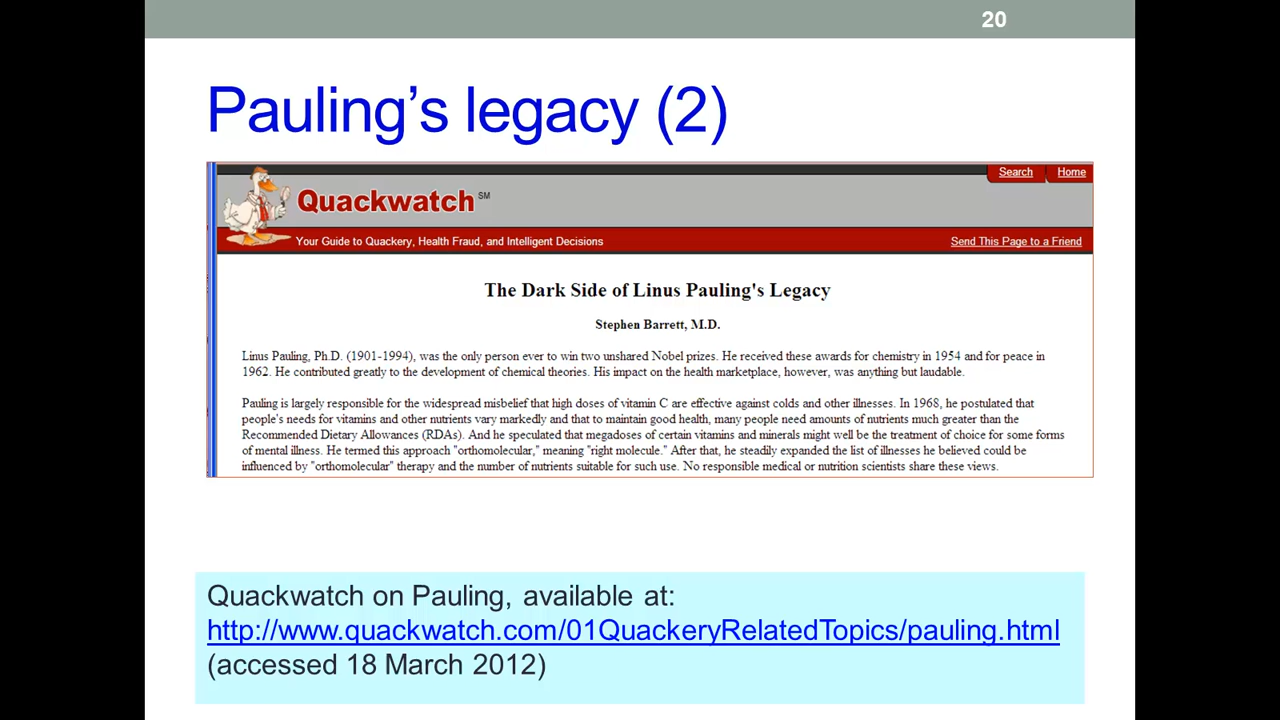 20
Pauling’s legacy (2)
Search Home
Quackwatch SM
Your Guide to Quackery, Health Fraud, and Intelligent Decisions Send This Page to a Friend
The Dark Side of Linus Pauling's Legacy
Stephen Barrett, M.D.
Linus Pauling, Ph.D. (1901-1994), was the only person ever to win two unshared Nobel prizes. He received these awards for chemistry in 1954 and for peace in
1962. He contributed greatly to the development of chemical theories. His impact on the health marketplace, however, was anything but laudable.
Pauling is largely responsible for the widespread misbelief that high doses of vitamin C are effective against colds and other illnesses. In 1968, he postulated that
people's needs for vitamins and other nutrients vary markedly and that to maintain good health, many people need amounts of nutrients much greater than the
Recommended Dietary Allowances (RDAs). And he speculated that megadoses of certain vitamins and minerals might well be the treatment of choice for some forms
of mental illness. He termed this approach "orthomolecular," meaning "right molecule." After that, he steadily expanded the list of illnesses he believed could be
influenced by "orthomolecular" therapy and the number of nutrients suitable for such use. No responsible medical or nutrition scientists share these views.
Quackwatch on Pauling, available at:
http://www.quackwatch.com/01QuackeryRelatedTopics/pauling.html
(accessed 18 March 2012)